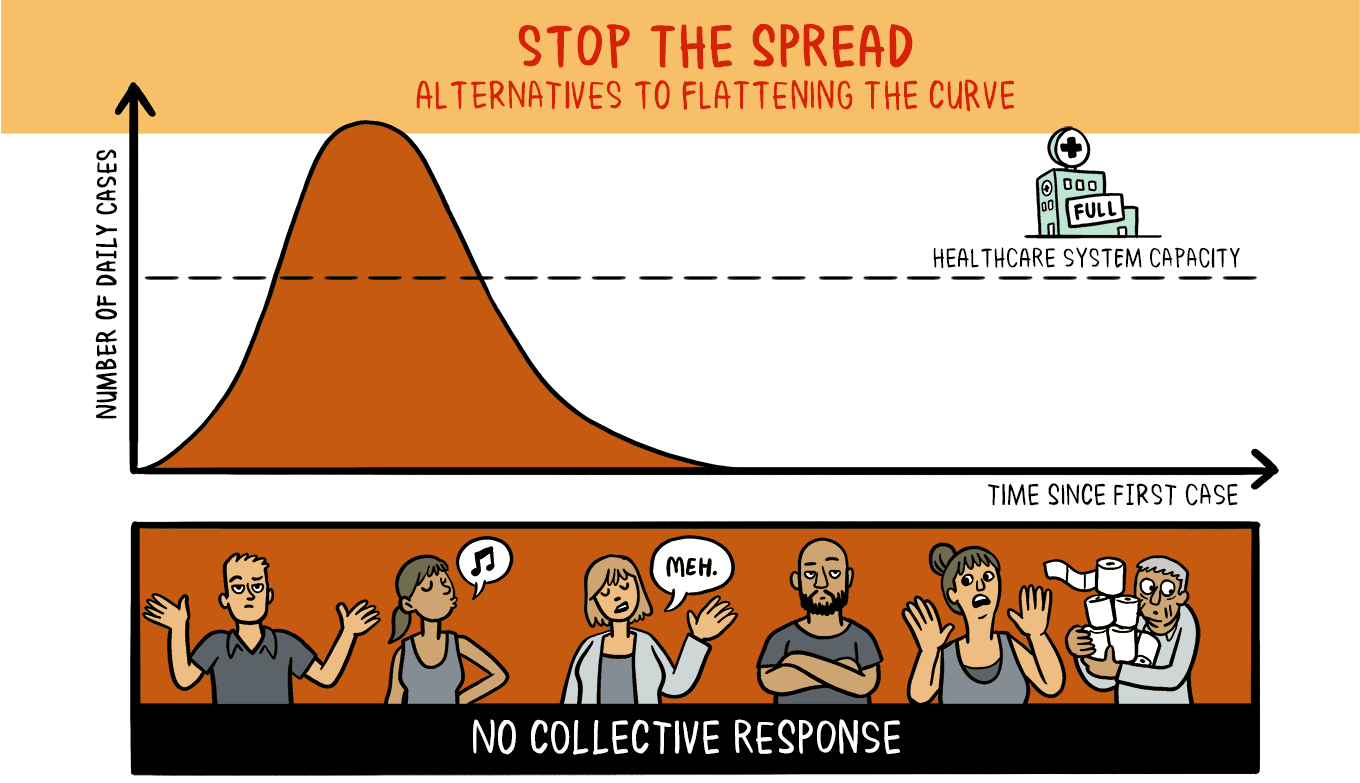 STOP THE SPREAD
ALTERNATIVES TO FLATTENING THE CURVE
NUMBER OF DAILY CASES
FULL
HEALTHCARE SYSTEM CAPACITY
TIME SINCE FIRST CASE
MEH.
NO COLLECTIVE RESPONSE